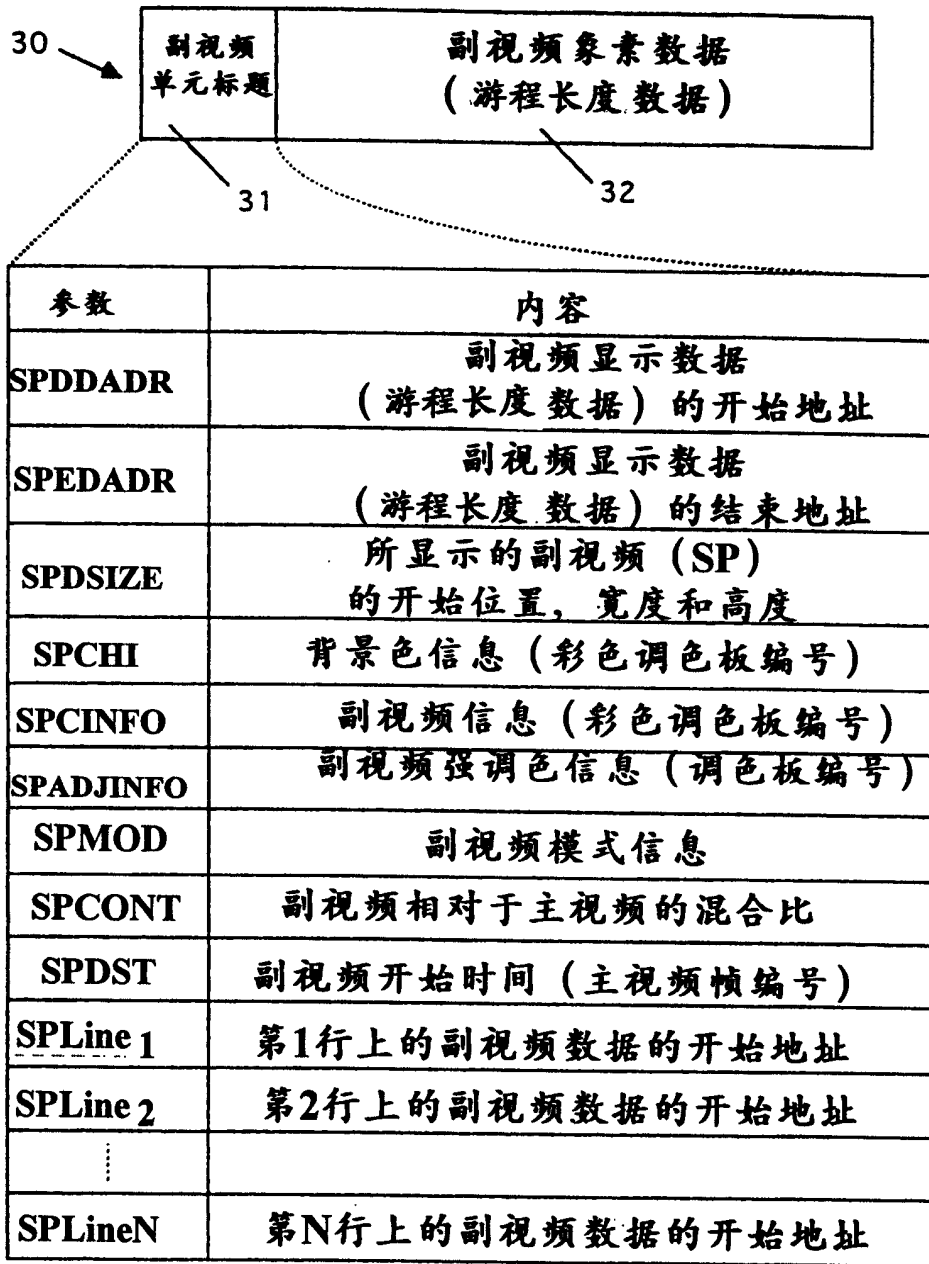 30
副视频
单元标题
副视频象素数据
(游程长度数据)
31
32
参数 内容
SPDDADR 副视频显示数据
(游程长度数据)的开始地址
SPEDADR 副视频显示数据
(游程长度数据)的结束地址
SPDSIZE 所显示的副视频(SP)
的开始位置，宽度和高度
SPCHI 背景色信息(彩色调色板编号)
SPCINFO 副视频信息(彩色调色板编号)
SPADJINFO 副视频强调色信息(调色板编号)
SPMOD 副视频模式信息
SPCONT 副视频相对于主视频的混合比
SPDST 副视频开始时间(主视频帧编号)
SPLine 1 第1行上的副视频数据的开始地址
SPLine 2 第2行上的副视频数据的开始地址
SPLineN 第N行上的副视频数据的开始地址